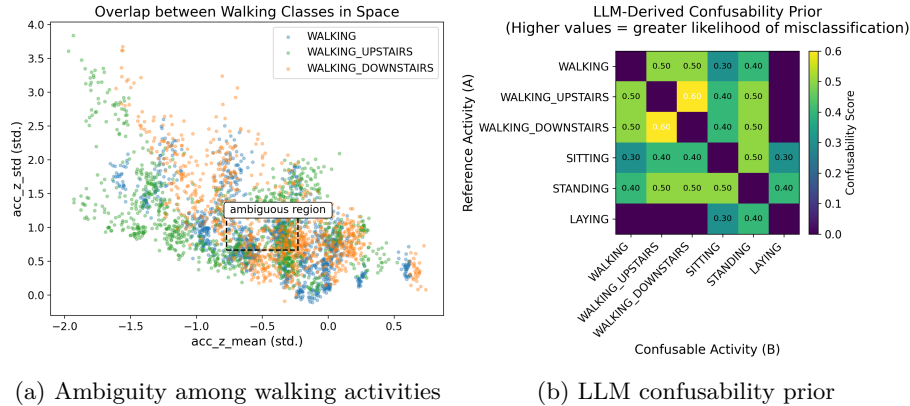 Overlap between Walking Classes in Space
acc_z_std (std.)
4.0
3.5
3.0
2.5
2.0
1.5
1.0
0.5
0.0
WALKING
WALKING_UPSTAIRS
WALKING_DOWNSTAIRS
ambiguous region
−2.0 −1.5 −1.0 −0.5 0.0 0.5
acc_z_mean (std.)
(a) Ambiguity among walking activities
LLM-Derived Confusability Prior
(Higher values = greater likelihood of misclassification)
Reference Activity (A)
WALKING 0.50 0.50 0.30 0.40
WALKING_UPSTAIRS 0.50 0.60 0.40 0.50
WALKING_DOWNSTAIRS 0.50 0.60 0.40 0.50
SITTING 0.30 0.40 0.40 0.50 0.30
STANDING 0.40 0.50 0.50 0.50 0.40
LAYING 0.30 0.40
WALKING
WALKING_UPSTAIRS
WALKING_DOWNSTAIRS
SITTING
STANDING
LAYING
Confusable Activity (B)
0.6
0.5
0.4
0.3
0.2
0.1
0.0
Confusability Score
(b) LLM confusability prior